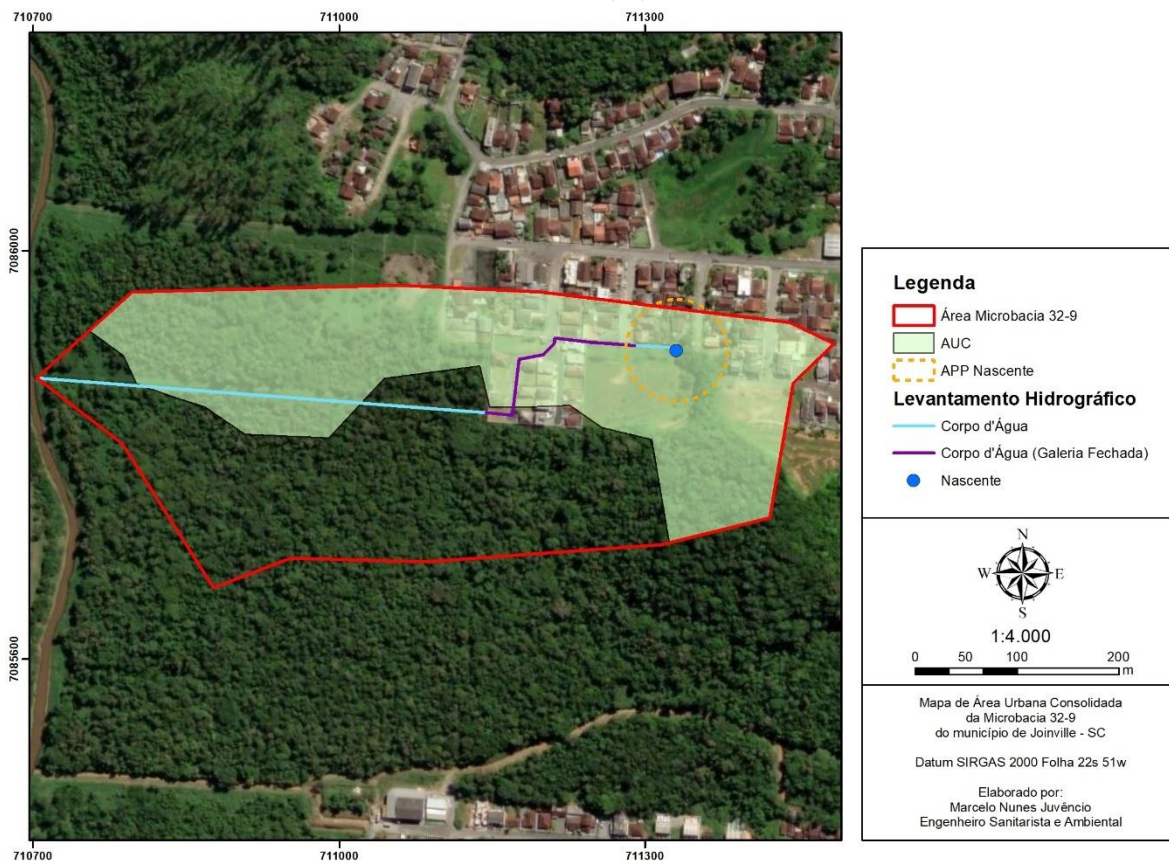 710700
711000
711300
7086000
7085600
710700
711000
711300
Legenda
Área Microbacia 32-9
AUC
APP Nascente
Levantamento Hidrográfico
Corpo d'Água
Corpo d'Água (Galeria Fechada)
Nascente
N
W
E
S
1:4.000
0 50 100 200
m
Mapa de Área Urbana Consolidada
da Microbacia 32-9
do município de Joinville - SC
Datum SIRGAS 2000 Folha 22s 51w
Elaborado por:
Marcelo Nunes Juvêncio
Engenheiro Sanitarista e Ambiental